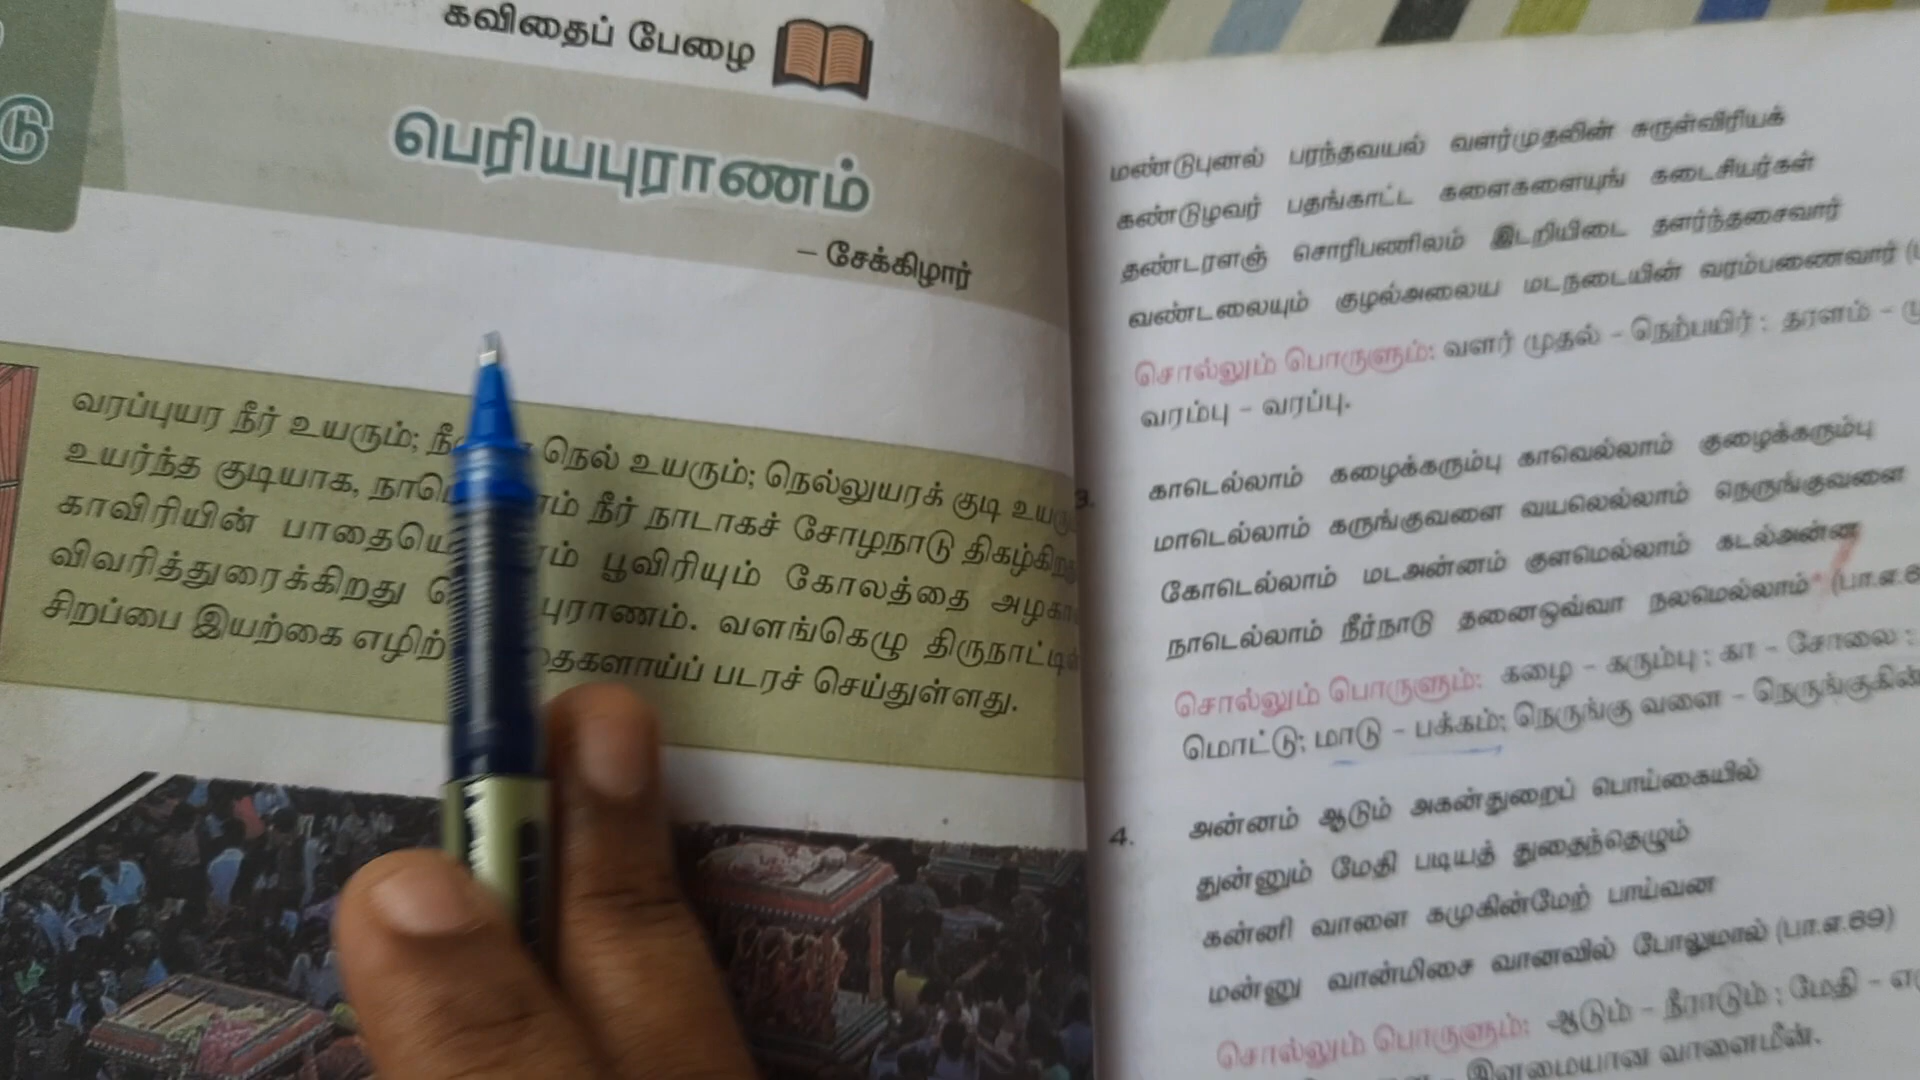 டு
கவிதைப் பேழை
பெரியபுராணம்
– சேக்கிழார்
வரப்புயர நீர் உயரும்; நெல் உயரும்; நெல்லுயரக் குடி
உயர்ந்த குடியாக, நீர் நாடாகச் சோழநாடு
காவிரியின் பூவிரியும் கோலத்தை
விவரித்துரைக்கிறது புராணம். வளங்கெழு
சிறப்பை இயற்கை படரச் செய்துள்ளது.
மண்டுபுனல் பரந்தவயல் வளர்முதலின் சுருள்விரியக்
கண்டுழவர் பதங்காட்ட களைகளையுங் கடைசியர்கள்
தண்டரளஞ் சொரிபணிலம் இடறியிடை தளர்ந்தசைவார்
வண்டலையும் குழல்அலைய மடநடையின் வரம்பணைவார்
சொல்லும் பொருளும்: வளர் முதல் – நெற்பயிர் ; தரளம் –
வரம்பு – வரப்பு.
3. காடெல்லாம் கழைக்கரும்பு காவெல்லாம் குழைக்கரும்பு
மாடெல்லாம் கருங்குவளை வயலெல்லாம் நெருங்குவளை
கோடெல்லாம் மடஅன்னம் குளமெல்லாம் கடல்அன்ன
நாடெல்லாம் நீர்நாடு தனைஒவ்வா நலமெல்லாம்
சொல்லும் பொருளும்: கழை – கரும்பு ; கா – சோலை ;
மொட்டு; மாடு – பக்கம்; நெருங்கு வளை –
4. அன்னம் ஆடும் அகன்துறைப் பொய்கையில்
துன்னும் மேதி படியத் துதைந்தெழும்
கன்னி வாளை கமுகின்மேற் பாய்வன
மன்னு வான்மிசை வானவில் போலுமால் (பா.எ.69)
சொல்லும் பொருளும்: ஆடும் – நீராடும் ; மேதி –
– இளமையான வாளைமீன்.